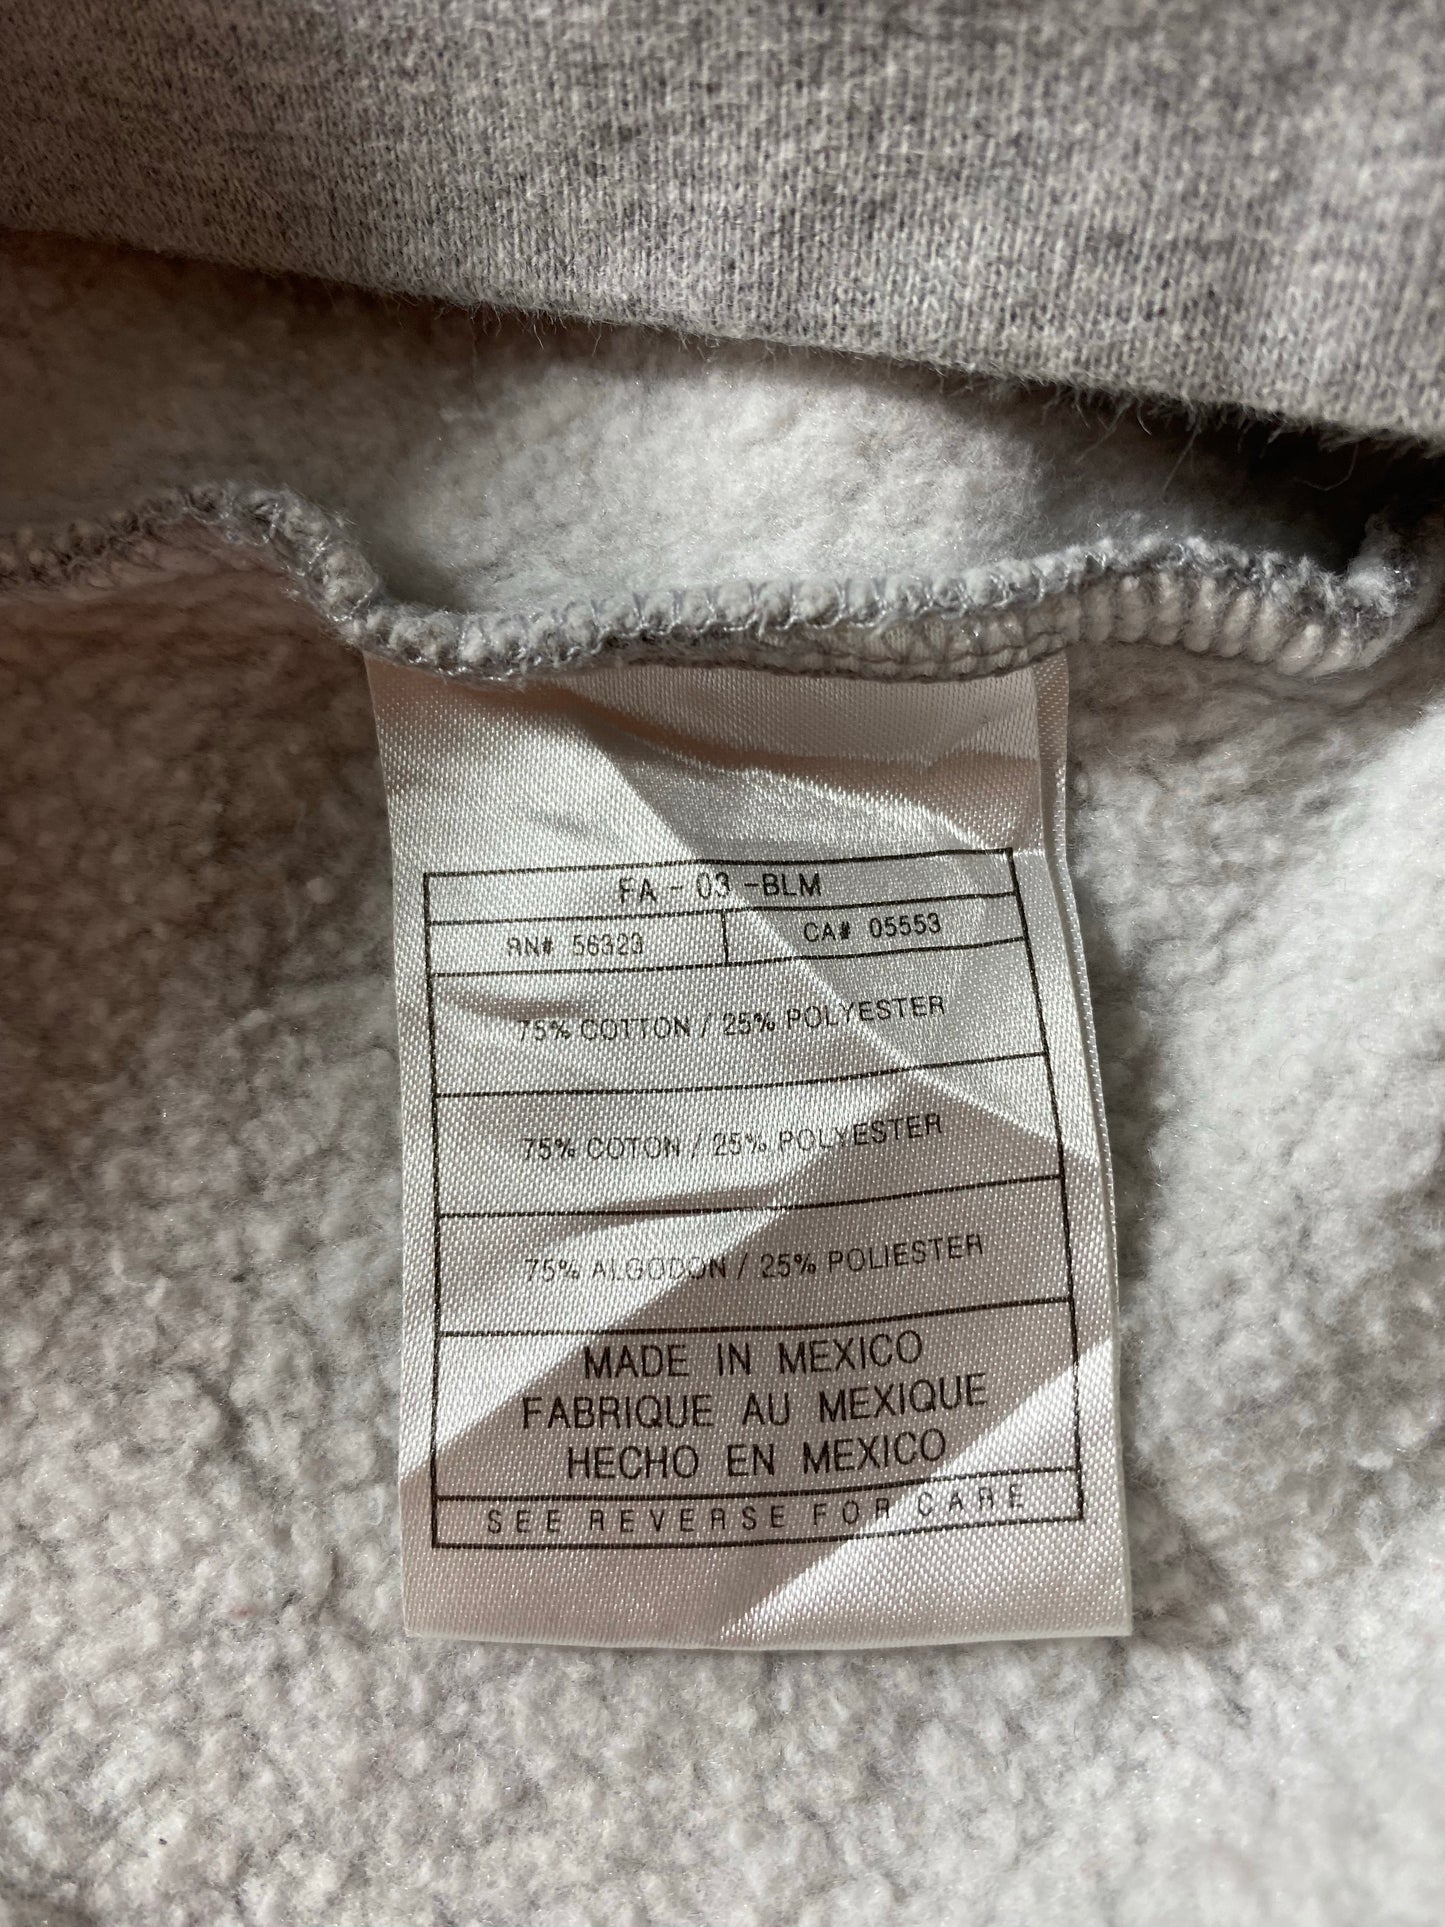 FA - 03 -BLM
RN# 56323
CA# 05553
75% COTTON / 25% POLYESTER
75% COTON / 25% POLYESTER
75% ALGODON / 25% POLIESTER
MADE IN MEXICO
FABRIQUE AU MEXIQUE
HECHO EN MEXICO
SEE REVERSE FOR CARE